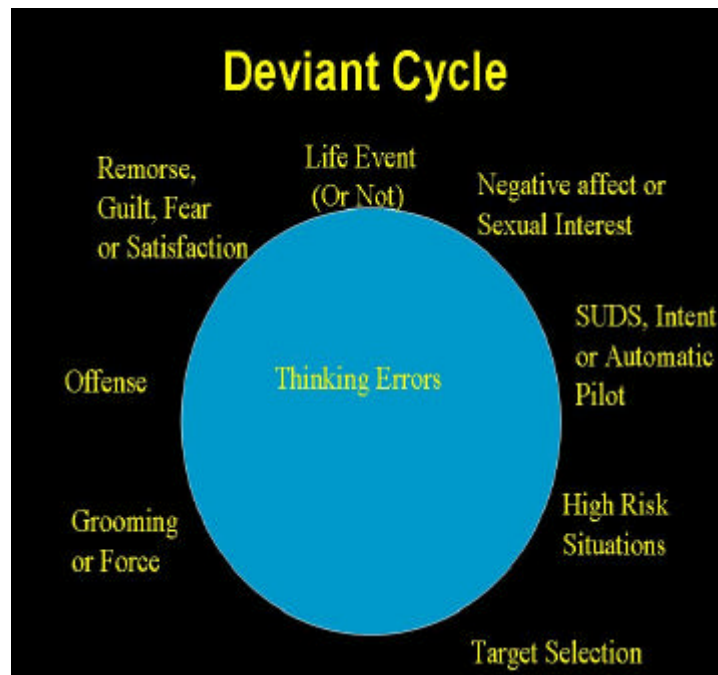 Deviant Cycle
Life Event
(Or Not)
Negative affect or
Sexual Interest
SUDS, Intent
or Automatic
Pilot
High Risk
Situations
Target Selection
Grooming
or Force
Offense
Remorse,
Guilt, Fear
or Satisfaction
Thinking Errors